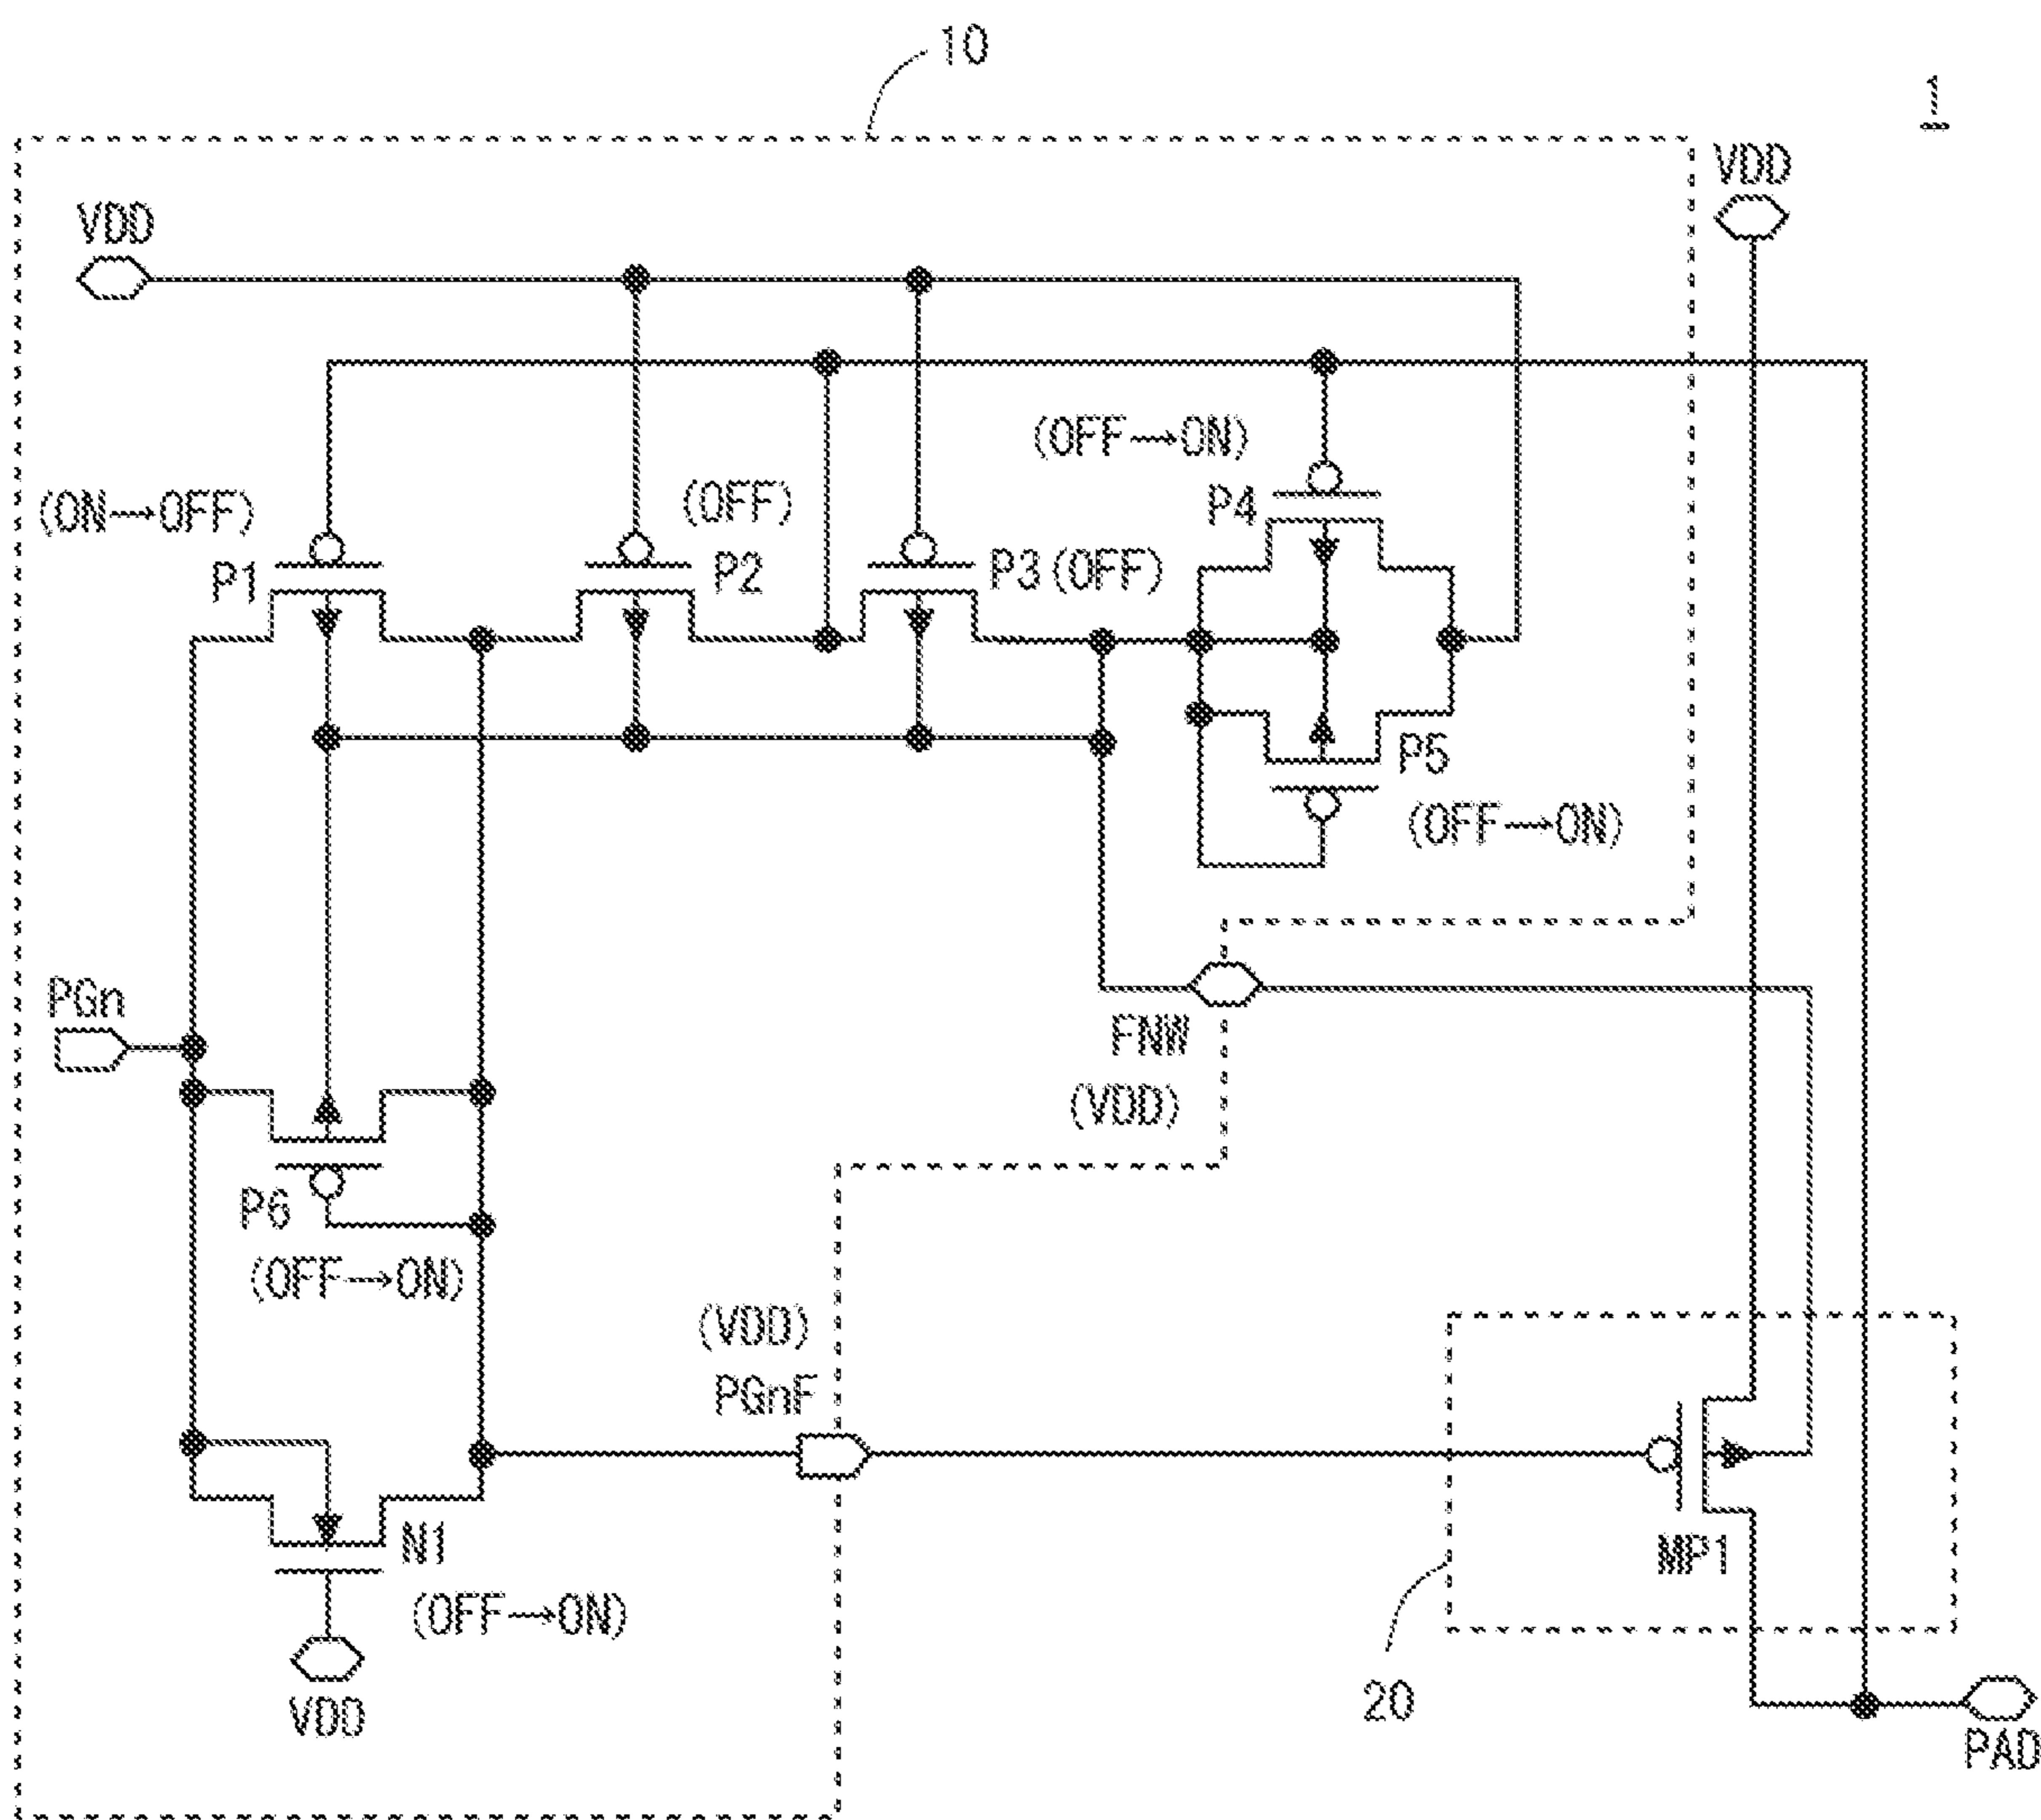 10
1
VDD
VDD
(OFF→ON)
P4
(ON→OFF)
P1
(OFF)
P2
P3(OFF)
P5
(OFF→ON)
PGn
FNW
(VDD)
P6
(OFF→ON)
(VDD)
PGnF
N1
(OFF→ON)
VDD
MP1
20
PAD